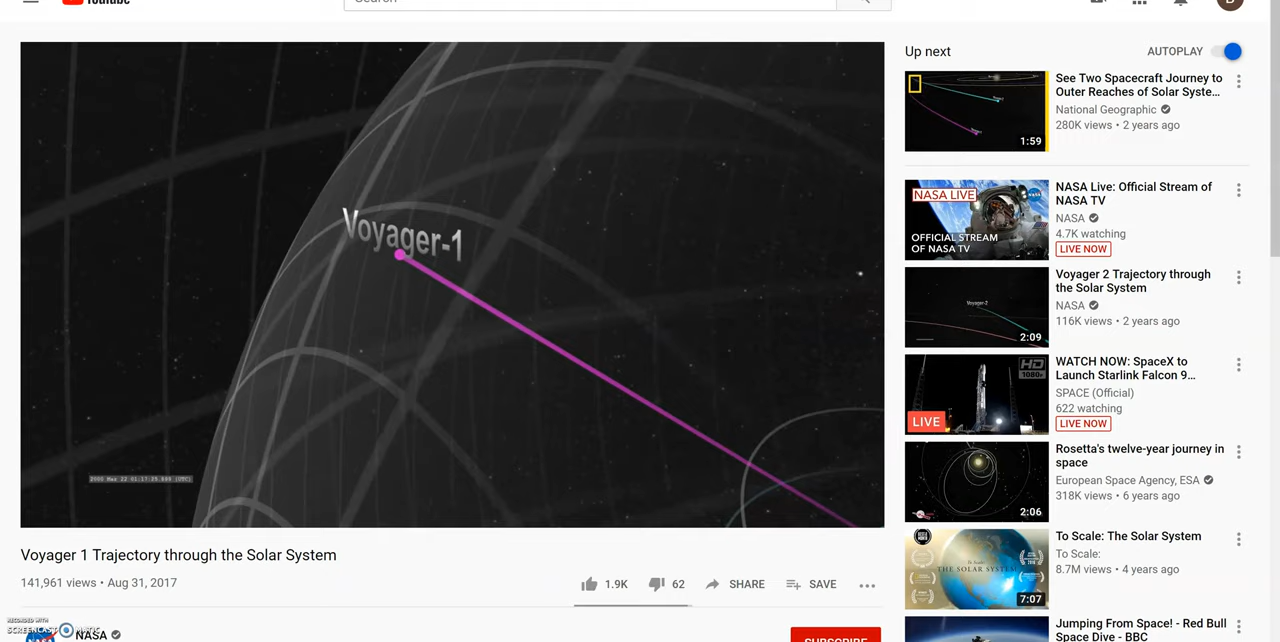 YouTube
Search
Voyager-1
Voyager 1 Trajectory through the Solar System
141,961 views • Aug 31, 2017
1.9K
62
SHARE
SAVE
RECORDED WITH
SCREENCAST MATIC
NASA
SUBSCRIBE
Up next
AUTOPLAY
1:59
See Two Spacecraft Journey to
Outer Reaches of Solar Syste...
National Geographic
280K views • 2 years ago
NASA LIVE
OFFICIAL STREAM
OF NASA TV
NASA Live: Official Stream of
NASA TV
NASA
4.7K watching
LIVE NOW
Voyager-2
2:09
Voyager 2 Trajectory through
the Solar System
NASA
116K views • 2 years ago
HD
1080p
LIVE
WATCH NOW: SpaceX to
Launch Starlink Falcon 9...
SPACE (Official)
622 watching
LIVE NOW
2:06
Rosetta's twelve-year journey in
space
European Space Agency, ESA
318K views • 6 years ago
THE SOLAR SYSTEM
7:07
To Scale: The Solar System
To Scale:
8.7M views • 4 years ago
Jumping From Space! - Red Bull
Space Dive - BBC